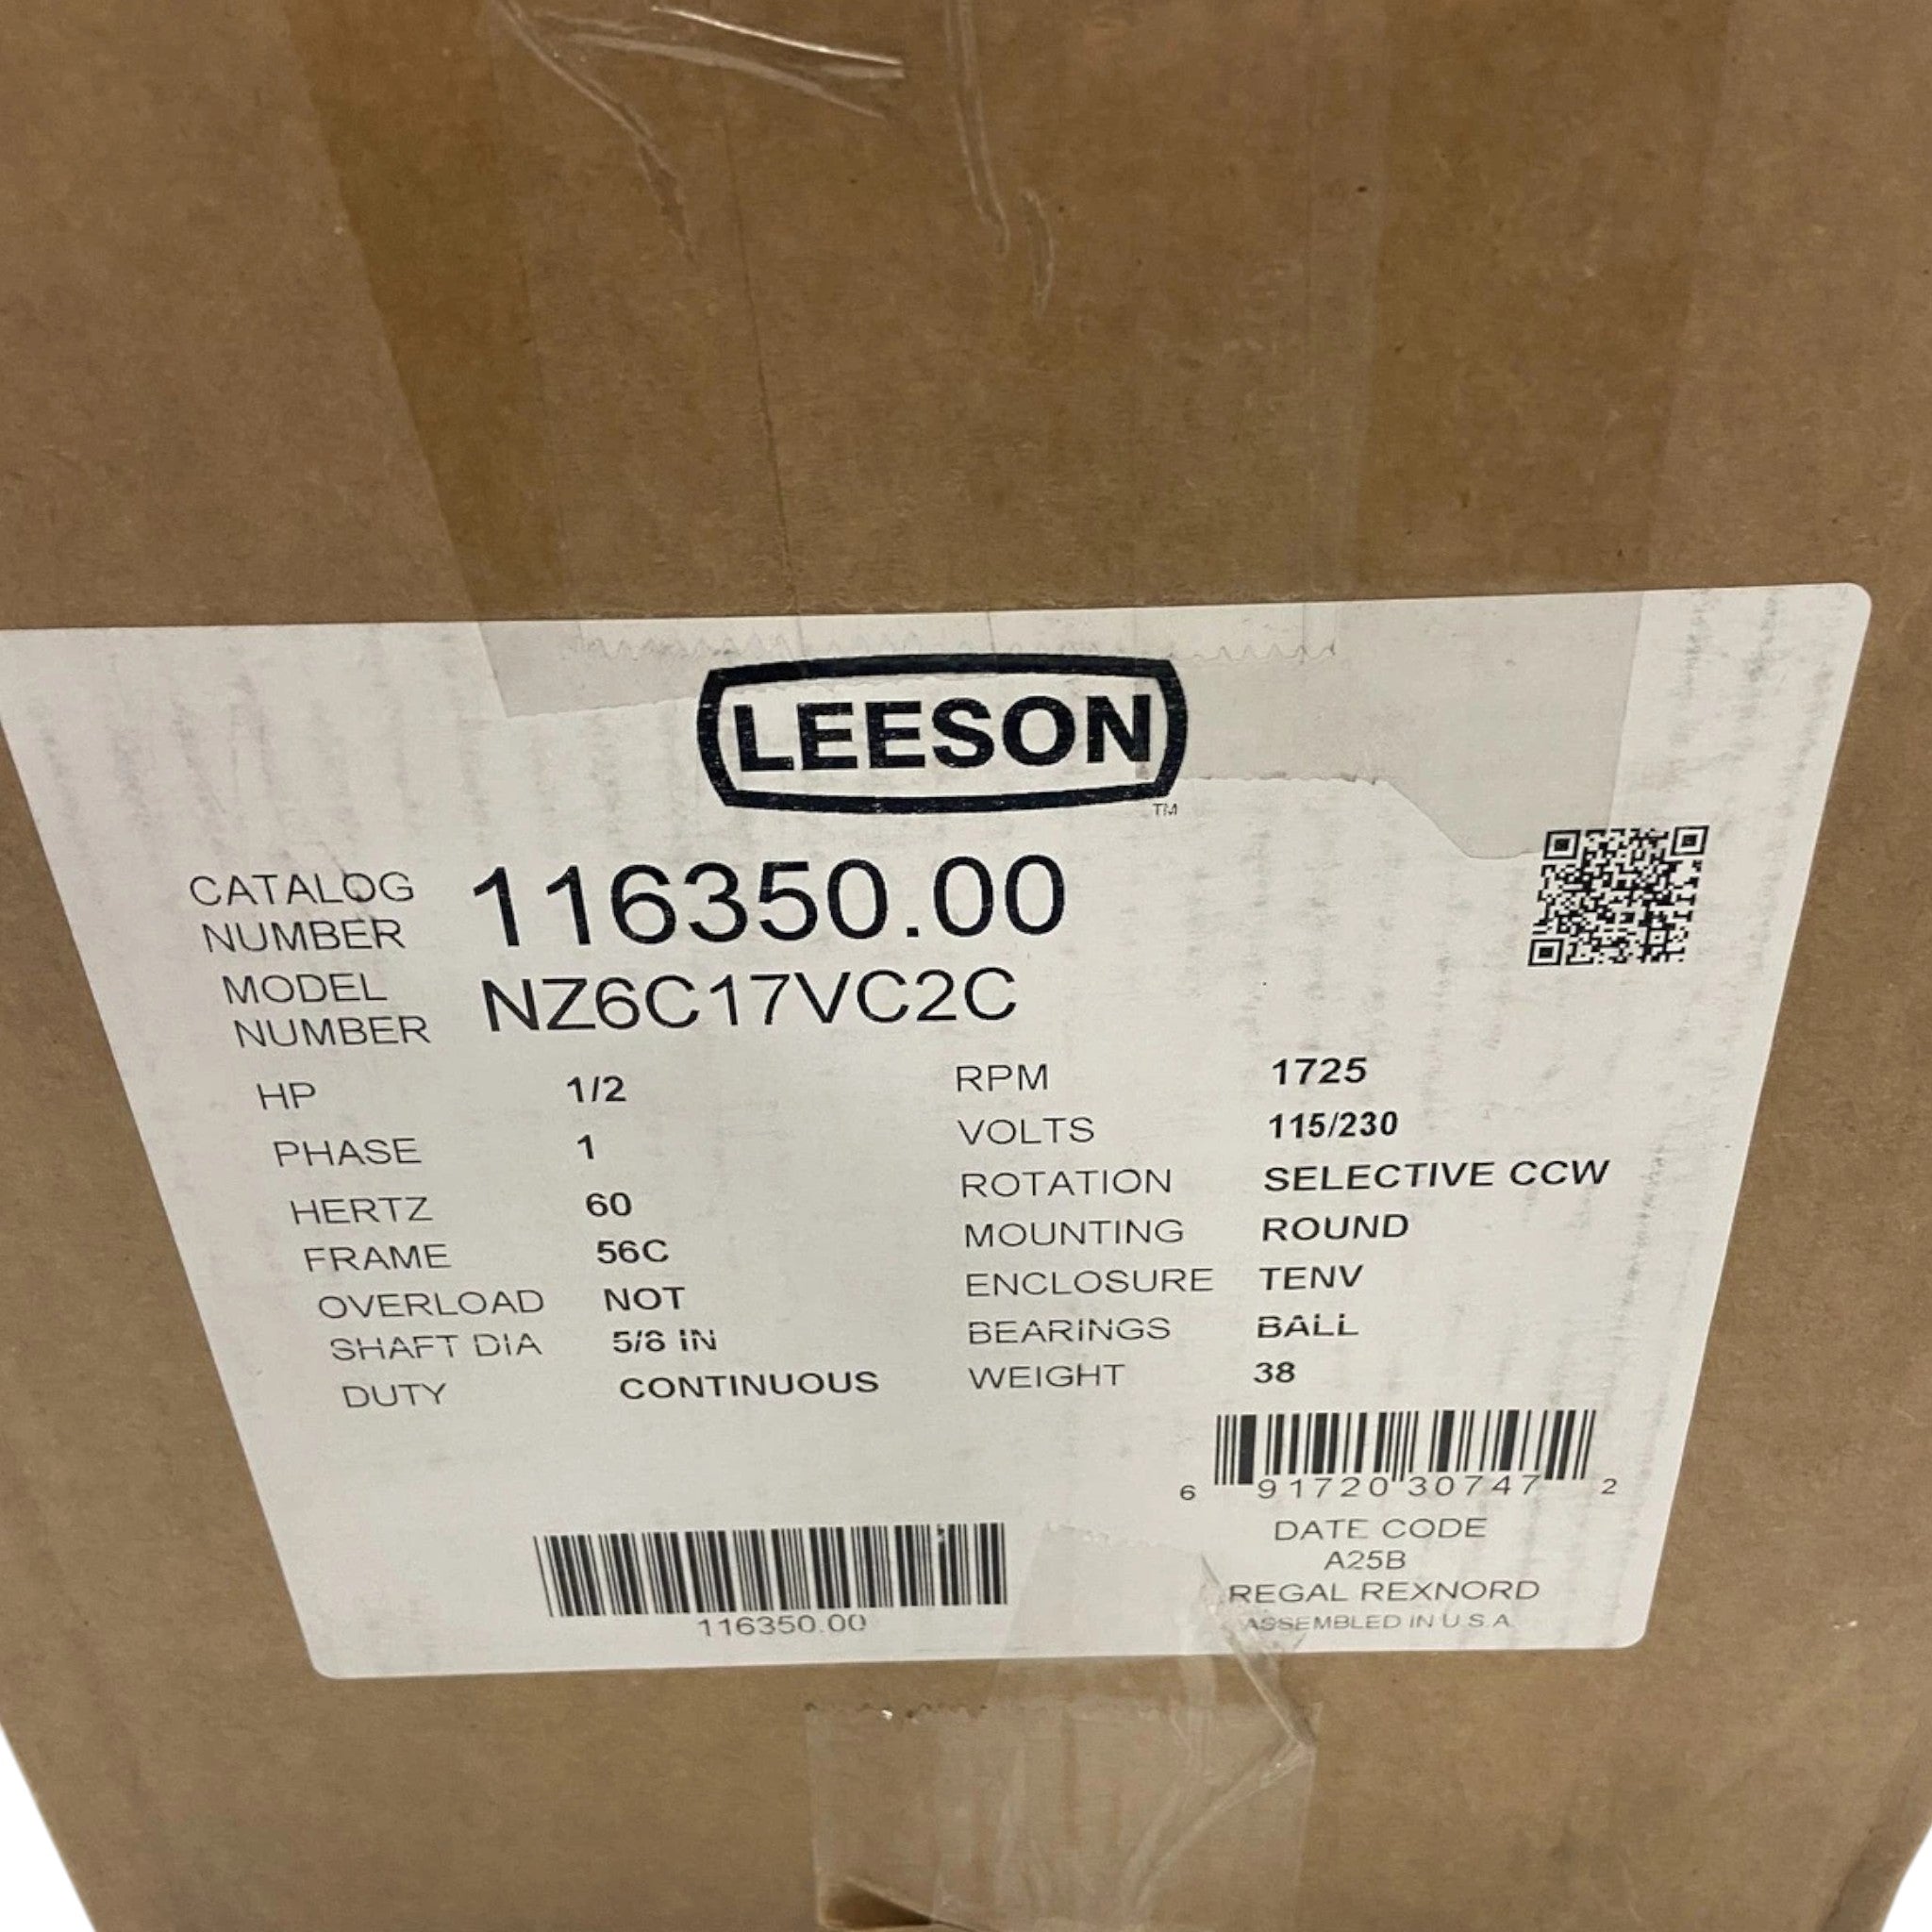 LEESON
TM
CATALOG NUMBER 116350.00
MODEL NUMBER NZ6C17VC2C
HP 1/2 RPM 1725
PHASE 1 VOLTS 115/230
HERTZ 60 ROTATION SELECTIVE CCW
FRAME 56C MOUNTING ROUND
OVERLOAD NOT ENCLOSURE TENV
SHAFT DIA 5/8 IN BEARINGS BALL
DUTY CONTINUOUS WEIGHT 38
6 91720 30747 2
116350.00
DATE CODE
A25B
REGAL REXNORD
ASSEMBLED IN U.S.A.